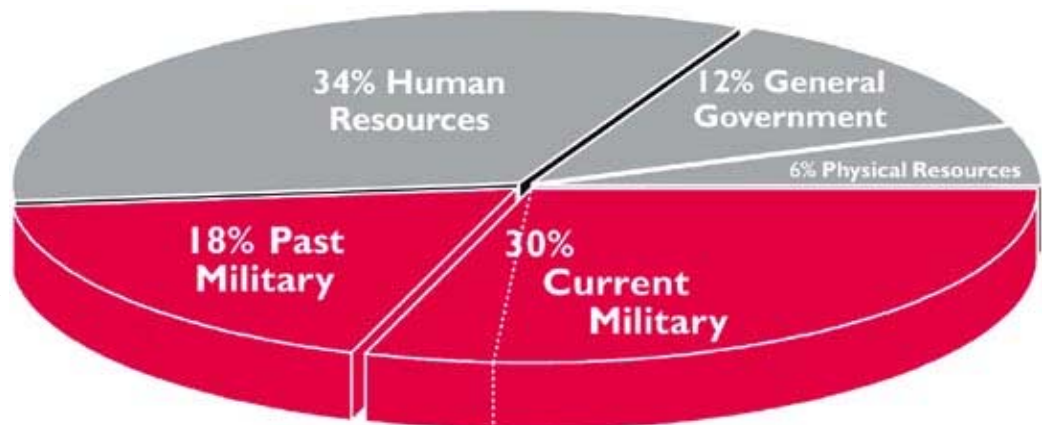 34% Human
Resources
12% General
Government
6% Physical Resources
18% Past
Military
30%
Current
Military